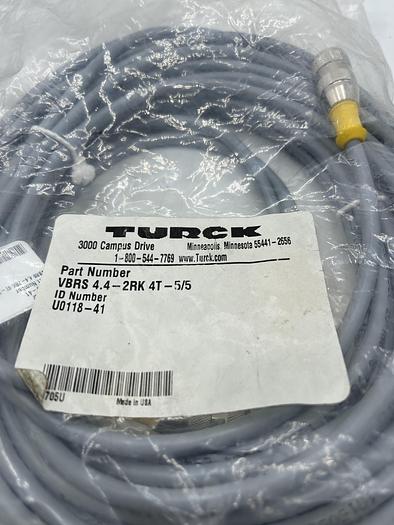 TURCK
3000 Campus Drive Minneapolis, Minnesota 55441-2656
1-800-544-7769 www.Turck.com
Part Number
VBRS 4.4-2RK 4T-5/5
ID Number
U0118-41
705U
Made in USA